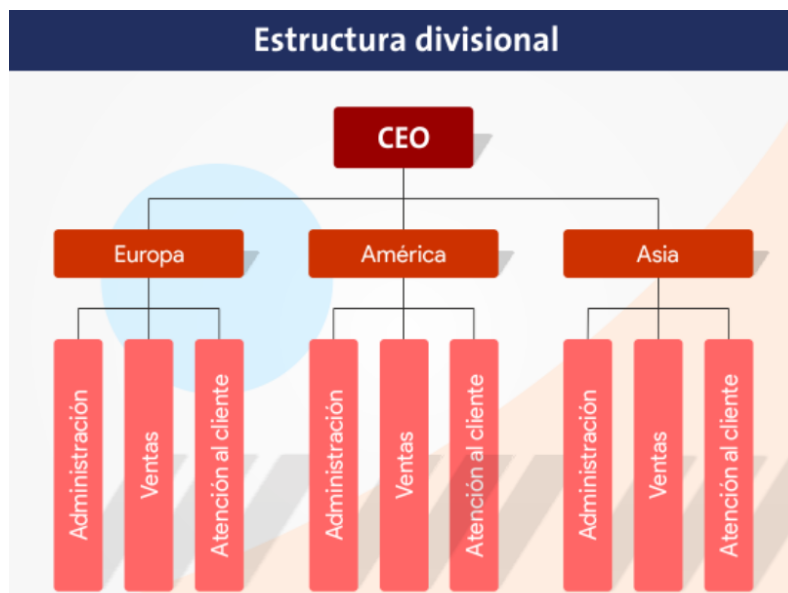 Estructura divisional
CEO
Europa
América
Asia
Administración
Ventas
Atención al cliente
Administración
Ventas
Atención al cliente
Administración
Ventas
Atención al cliente